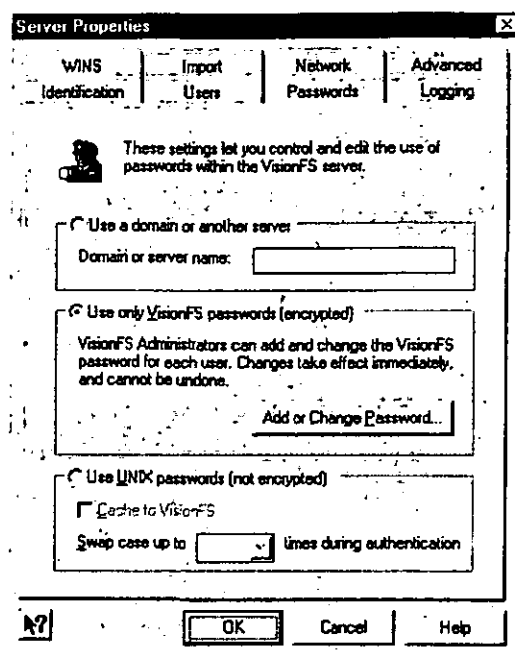 Server Properties
WINS Import Network Advanced
Identification Users Passwords Logging
These settings let you control and edit the use of
passwords within the VisionFS server.
Use a domain or another server
Domain or server name:
Use only VisionFS passwords (encrypted)
VisionFS Administrators can add and change the VisionFS
password for each user. Changes take effect immediately,
and cannot be undone.
Add or Change Password...
Use UNIX passwords (not encrypted)
Cache to VisionFS
Swap case up to times during authentication
OK Cancel Help